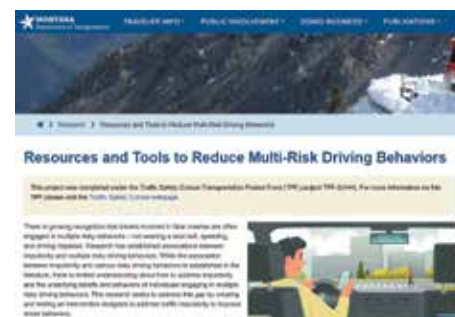 MONTANA TRAVELER INFO PUBLIC INVOLVEMENT DOING BUSINESS PUBLICATIONS
Department of Transportation
Research Resources and Tools to Reduce Multi-Risk Driving Behaviors
Resources and Tools to Reduce Multi-Risk Driving Behaviors
This project was completed under the Traffic Safety Culture Transportation Pooled Fund (TPF) project. For more information on the
TPF please visit the Traffic Safety Culture webpage.
There is growing recognition that drivers involved in fatal crashes are often
engaged in multiple risky behaviors – not wearing a seat belt, speeding,
and driving impaired. Research has established associations between
impulsivity and multiple risky driving behaviors. While the association
between impulsivity and various risky driving behaviors is established in the
literature, there is limited understanding about how to address impulsivity
and the underlying beliefs and behaviors of individuals engaging in multiple
risky driving behaviors. This research seeks to address this gap by creating
and testing an intervention designed to address traffic impulsivity to improve
driver behaviors.